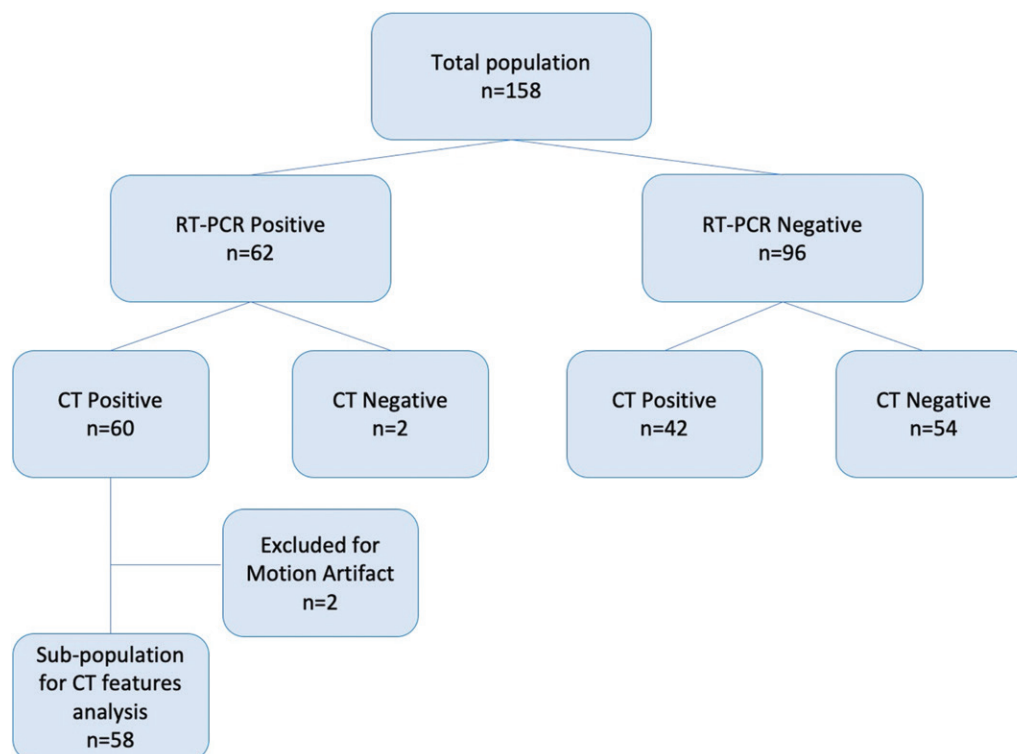 Total population
n=158
RT-PCR Positive
n=62
RT-PCR Negative
n=96
CT Positive
n=60
CT Negative
n=2
CT Positive
n=42
CT Negative
n=54
Excluded for
Motion Artifact
n=2
Sub-population
for CT features
analysis
n=58